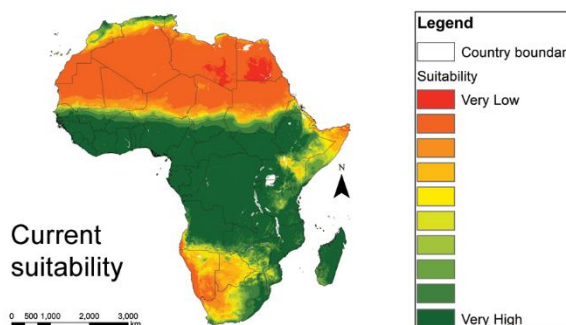 Legend
Country boundar
Suitability
Very Low
Very High
N
Current
suitability
0 500 1,000 2,000 3,000
km